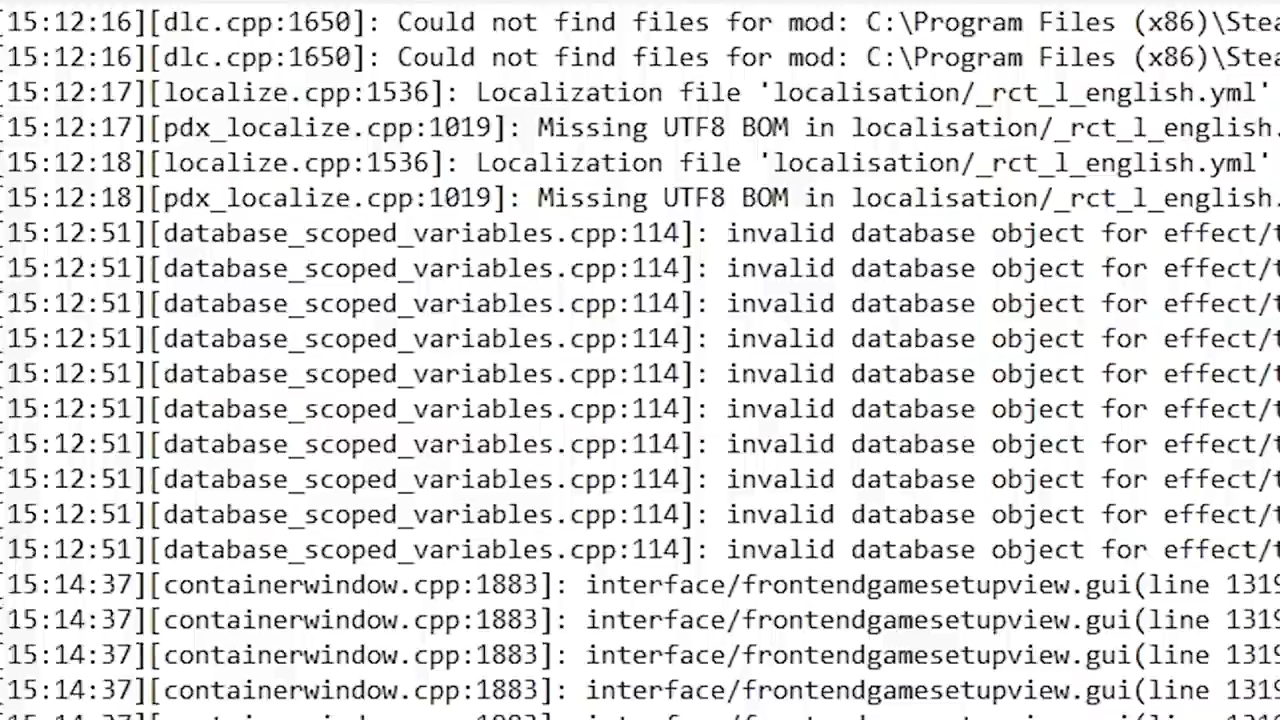 [15:12:16][dlc.cpp:1650]: Could not find files for mod: C:\Program Files (x86)\Stea
[15:12:16][dlc.cpp:1650]: Could not find files for mod: C:\Program Files (x86)\Stea
[15:12:17][localize.cpp:1536]: Localization file 'localisation/_rct_l_english.yml'
[15:12:17][pdx_localize.cpp:1019]: Missing UTF8 BOM in localisation/_rct_l_english.
[15:12:18][localize.cpp:1536]: Localization file 'localisation/_rct_l_english.yml'
[15:12:18][pdx_localize.cpp:1019]: Missing UTF8 BOM in localisation/_rct_l_english.
[15:12:51][database_scoped_variables.cpp:114]: invalid database object for effect/t
[15:12:51][database_scoped_variables.cpp:114]: invalid database object for effect/t
[15:12:51][database_scoped_variables.cpp:114]: invalid database object for effect/t
[15:12:51][database_scoped_variables.cpp:114]: invalid database object for effect/t
[15:12:51][database_scoped_variables.cpp:114]: invalid database object for effect/t
[15:12:51][database_scoped_variables.cpp:114]: invalid database object for effect/t
[15:12:51][database_scoped_variables.cpp:114]: invalid database object for effect/t
[15:12:51][database_scoped_variables.cpp:114]: invalid database object for effect/t
[15:12:51][database_scoped_variables.cpp:114]: invalid database object for effect/t
[15:12:51][database_scoped_variables.cpp:114]: invalid database object for effect/t
[15:14:37][containerwindow.cpp:1883]: interface/frontendgamesetupview.gui(line 1319
[15:14:37][containerwindow.cpp:1883]: interface/frontendgamesetupview.gui(line 1319
[15:14:37][containerwindow.cpp:1883]: interface/frontendgamesetupview.gui(line 1319
[15:14:37][containerwindow.cpp:1883]: interface/frontendgamesetupview.gui(line 1319